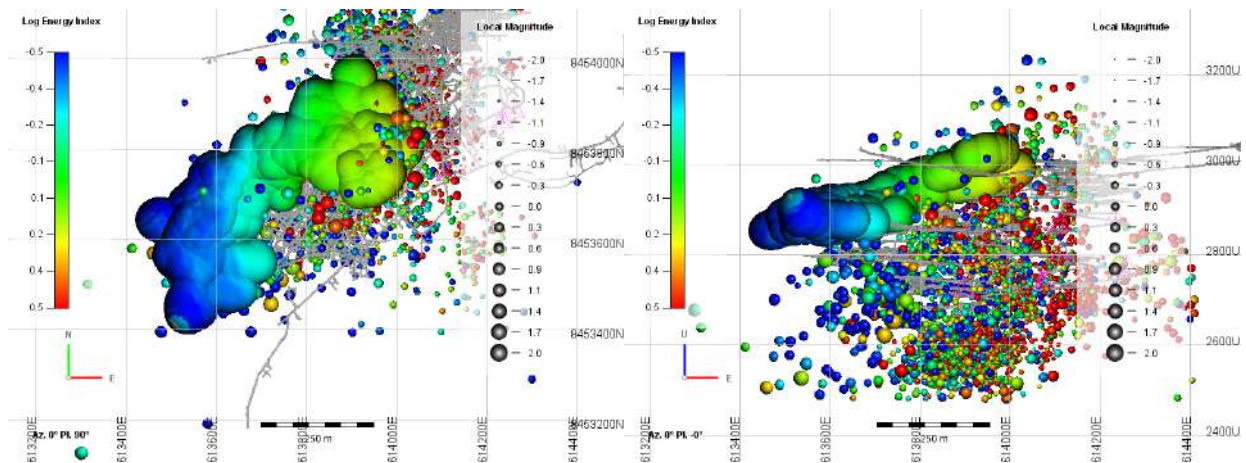 Log Energy Index
-0.5
-0.4
-0.2
-0.1
0.1
0.2
0.4
0.5
Local Magnitude
-2.0
-1.7
-1.4
-1.1
-0.9
-0.6
-0.3
0.0
0.3
0.6
0.9
1.1
1.4
1.7
2.0
8454000N
8453800N
8453600N
8453400N
8453200N
N
E
Az. 0° Pl. 90°
250 m
613200E
613400E
613600E
613800E
614000E
614200E
Log Energy Index
-0.5
-0.4
-0.2
-0.1
0.1
0.2
0.4
0.5
Local Magnitude
-2.0
-1.7
-1.4
-1.1
-0.9
-0.6
-0.3
0.0
0.3
0.6
0.9
1.1
1.4
1.7
2.0
3200U
3000U
2800U
2600U
2400U
U
E
Az. 0° Pl. -0°
250 m
613400E
613600E
613800E
614000E
614200E
614400E